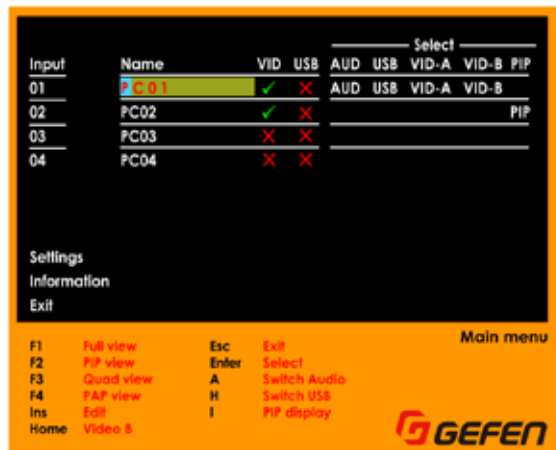 Select
Input Name VID USB AUD USB VID-A VID-B PIP
01 PC01 ✓ ✗ AUD USB VID-A VID-B
02 PC02 ✓ ✗ PIP
03 PC03 ✗ ✗
04 PC04 ✗ ✗
Settings
Information
Exit
Main menu
F1 Full view Esc Exit
F2 PIP view Enter Select
F3 Quad view A Switch Audio
F4 PAP view H Switch USB
Ins Edit I PIP display
Home Video B
GEFEN